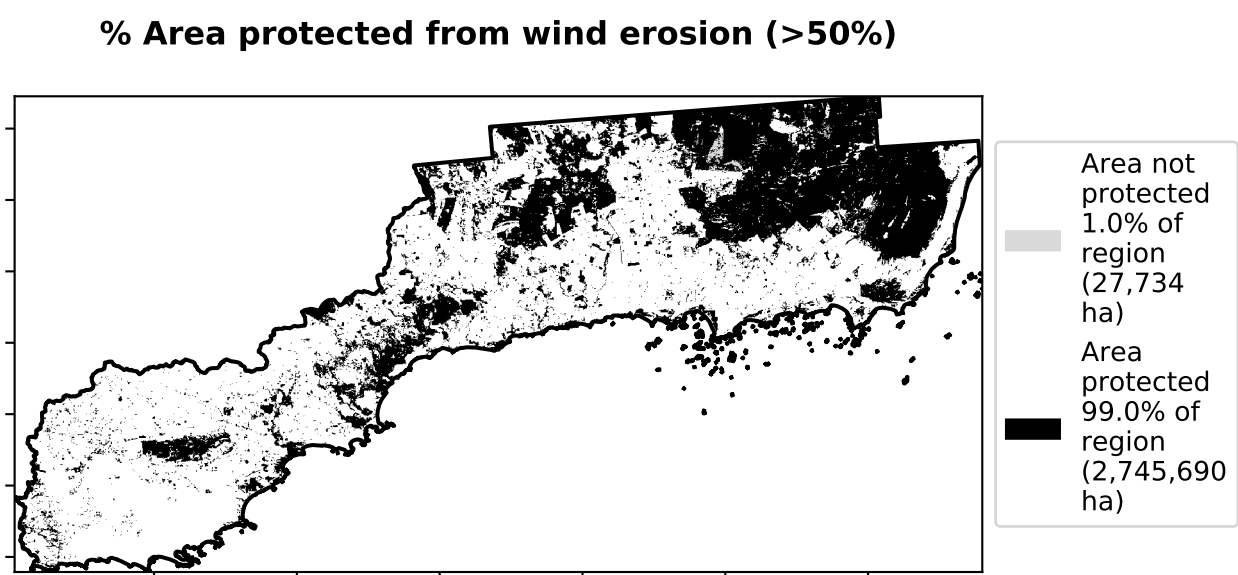 % Area protected from wind erosion (>50%)
Area not
protected
1.0% of
region
(27,734
ha)
Area
protected
99.0% of
region
(2,745,690
ha)